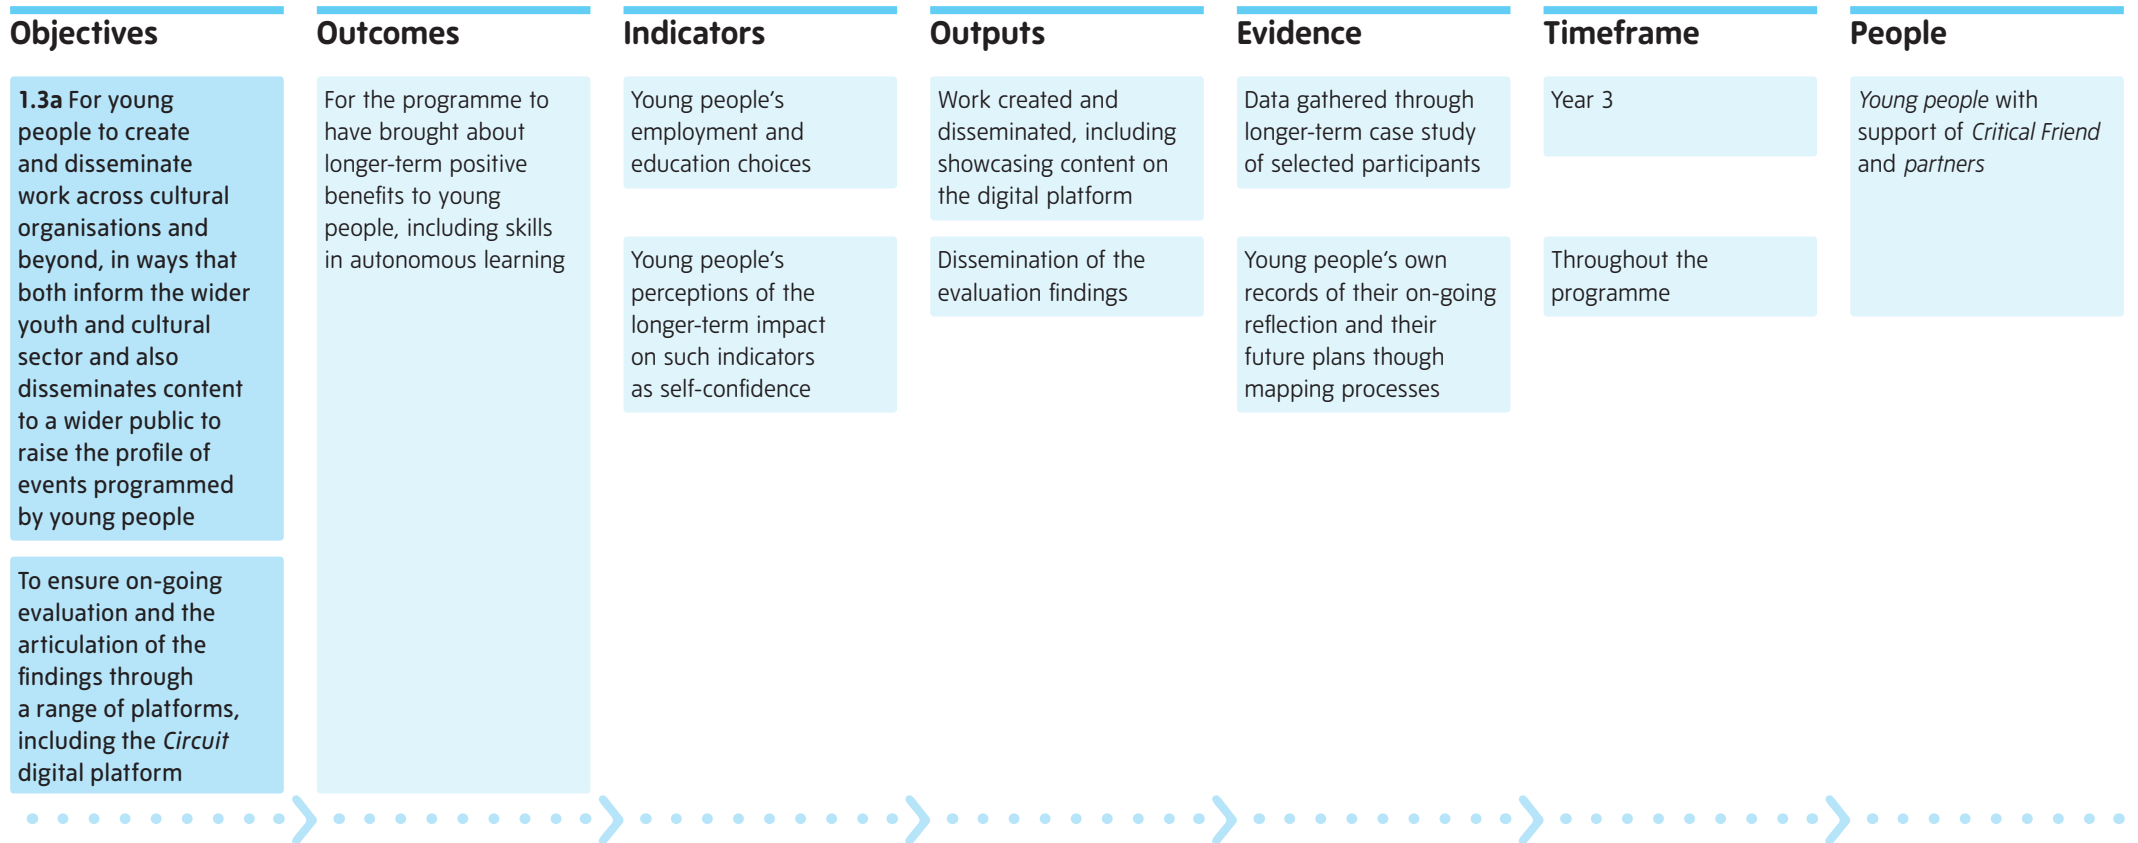 Objectives
1.3a For young
people to create
and disseminate
work across cultural
organisations and
beyond, in ways that
both inform the wider
youth and cultural
sector and also
disseminates content
to a wider public to
raise the profile of
events programmed
by young people
To ensure on-going
evaluation and the
articulation of the
findings through
a range of platforms,
including the Circuit
digital platform
Outcomes
For the programme to
have brought about
longer-term positive
benefits to young
people, including skills
in autonomous learning
Indicators
Young people's
employment and
education choices
Young people's
perceptions of the
longer-term impact
on such indicators
as self-confidence
Outputs
Work created and
disseminated, including
showcasing content on
the digital platform
Dissemination of the
evaluation findings
Evidence
Data gathered through
longer-term case study
of selected participants
Young people's own
records of their on-going
reflection and their
future plans though
mapping processes
Timeframe
Year 3
Throughout the
programme
People
Young people with
support of Critical Friend
and partners